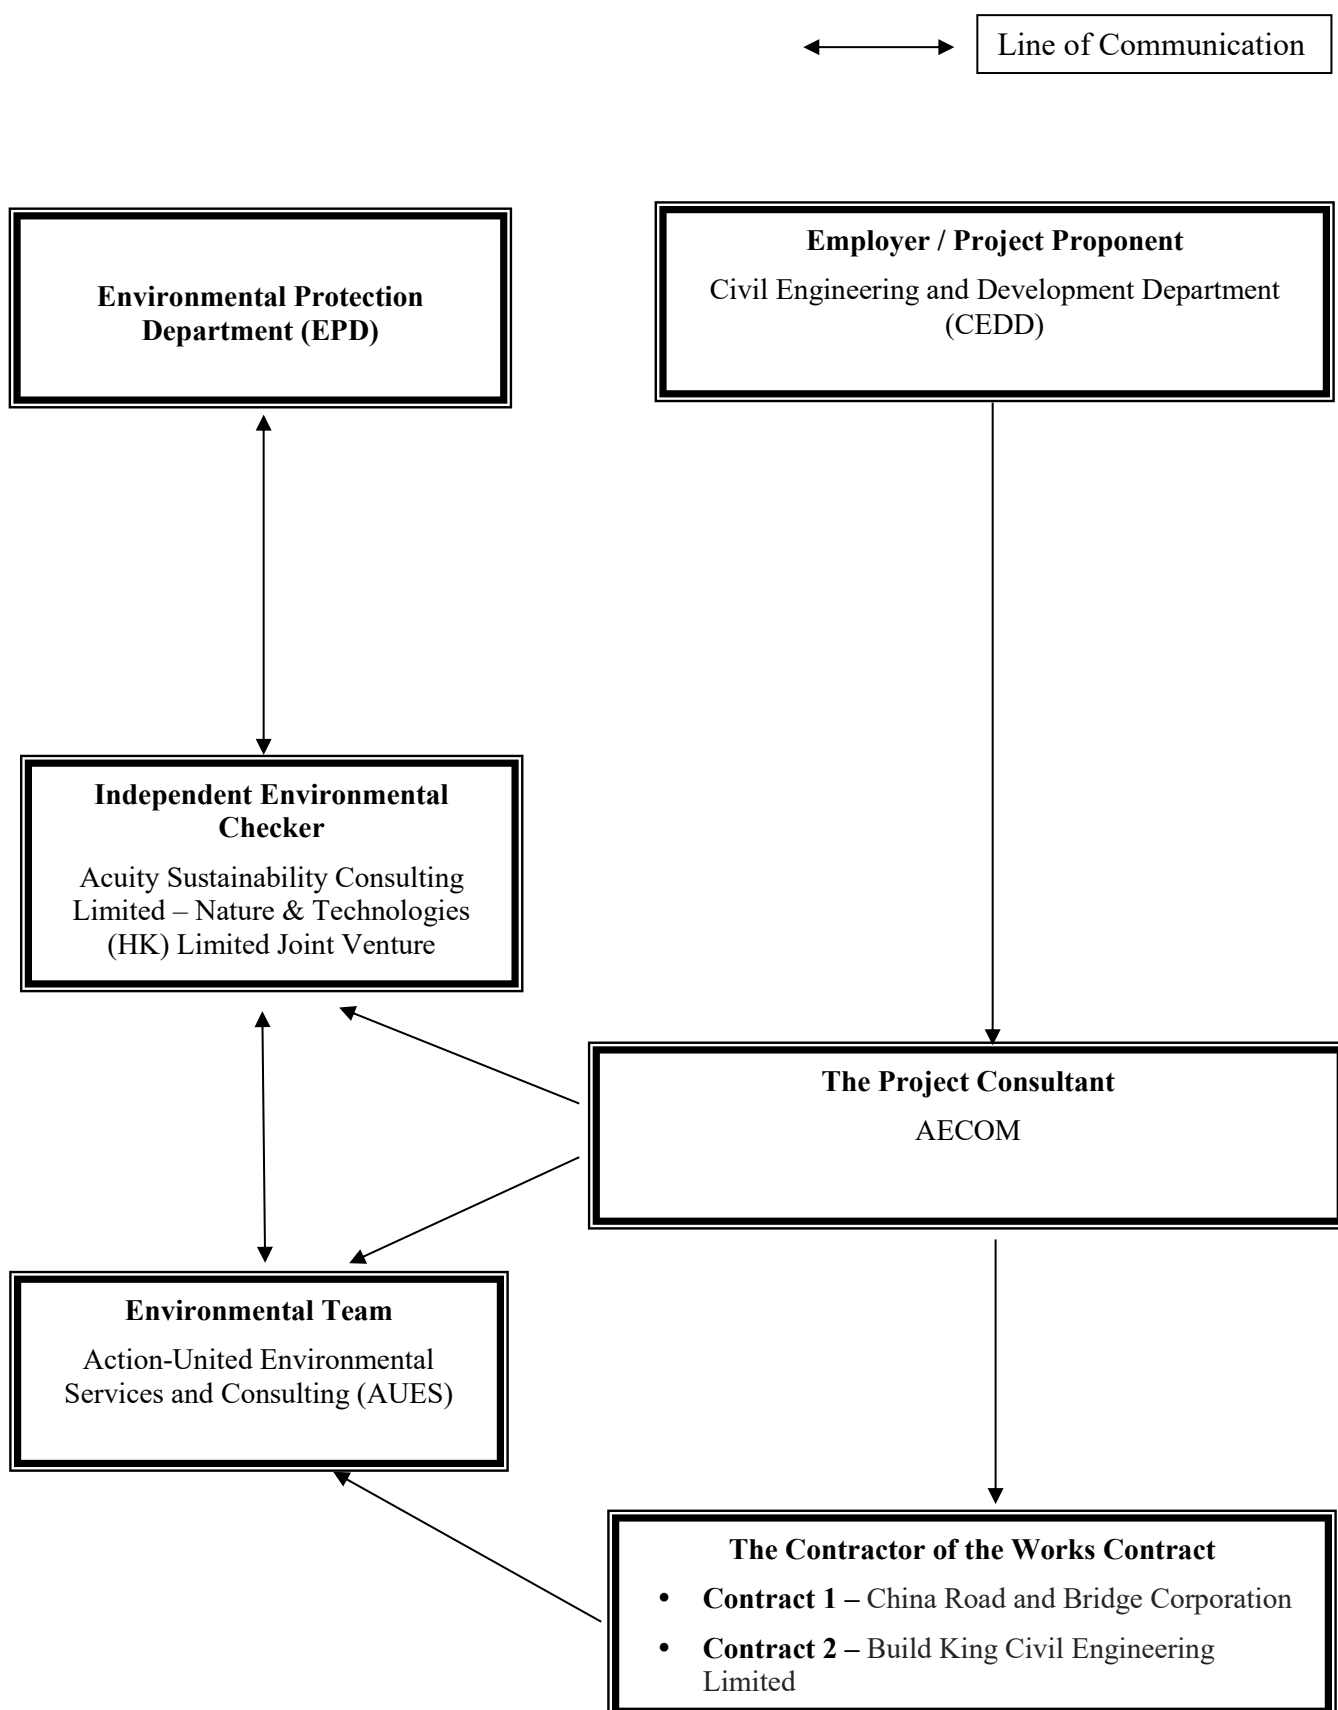 Line of Communication
Environmental Protection
Department (EPD)
Employer / Project Proponent
Civil Engineering and Development Department
(CEDD)
Independent Environmental
Checker
Acuity Sustainability Consulting
Limited – Nature & Technologies
(HK) Limited Joint Venture
The Project Consultant
AECOM
Environmental Team
Action-United Environmental
Services and Consulting (AUES)
The Contractor of the Works Contract
• Contract 1 – China Road and Bridge Corporation
• Contract 2 – Build King Civil Engineering
Limited